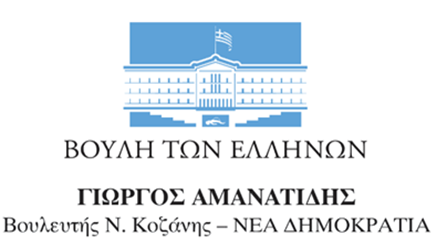 ΒΟΥΛΗ ΤΩΝ ΕΛΛΗΝΩΝ
ΓΙΩΡΓΟΣ ΑΜΑΝΑΤΙΔΗΣ
Βουλευτής Ν. Κοζάνης – ΝΕΑ ΔΗΜΟΚΡΑΤΙΑ